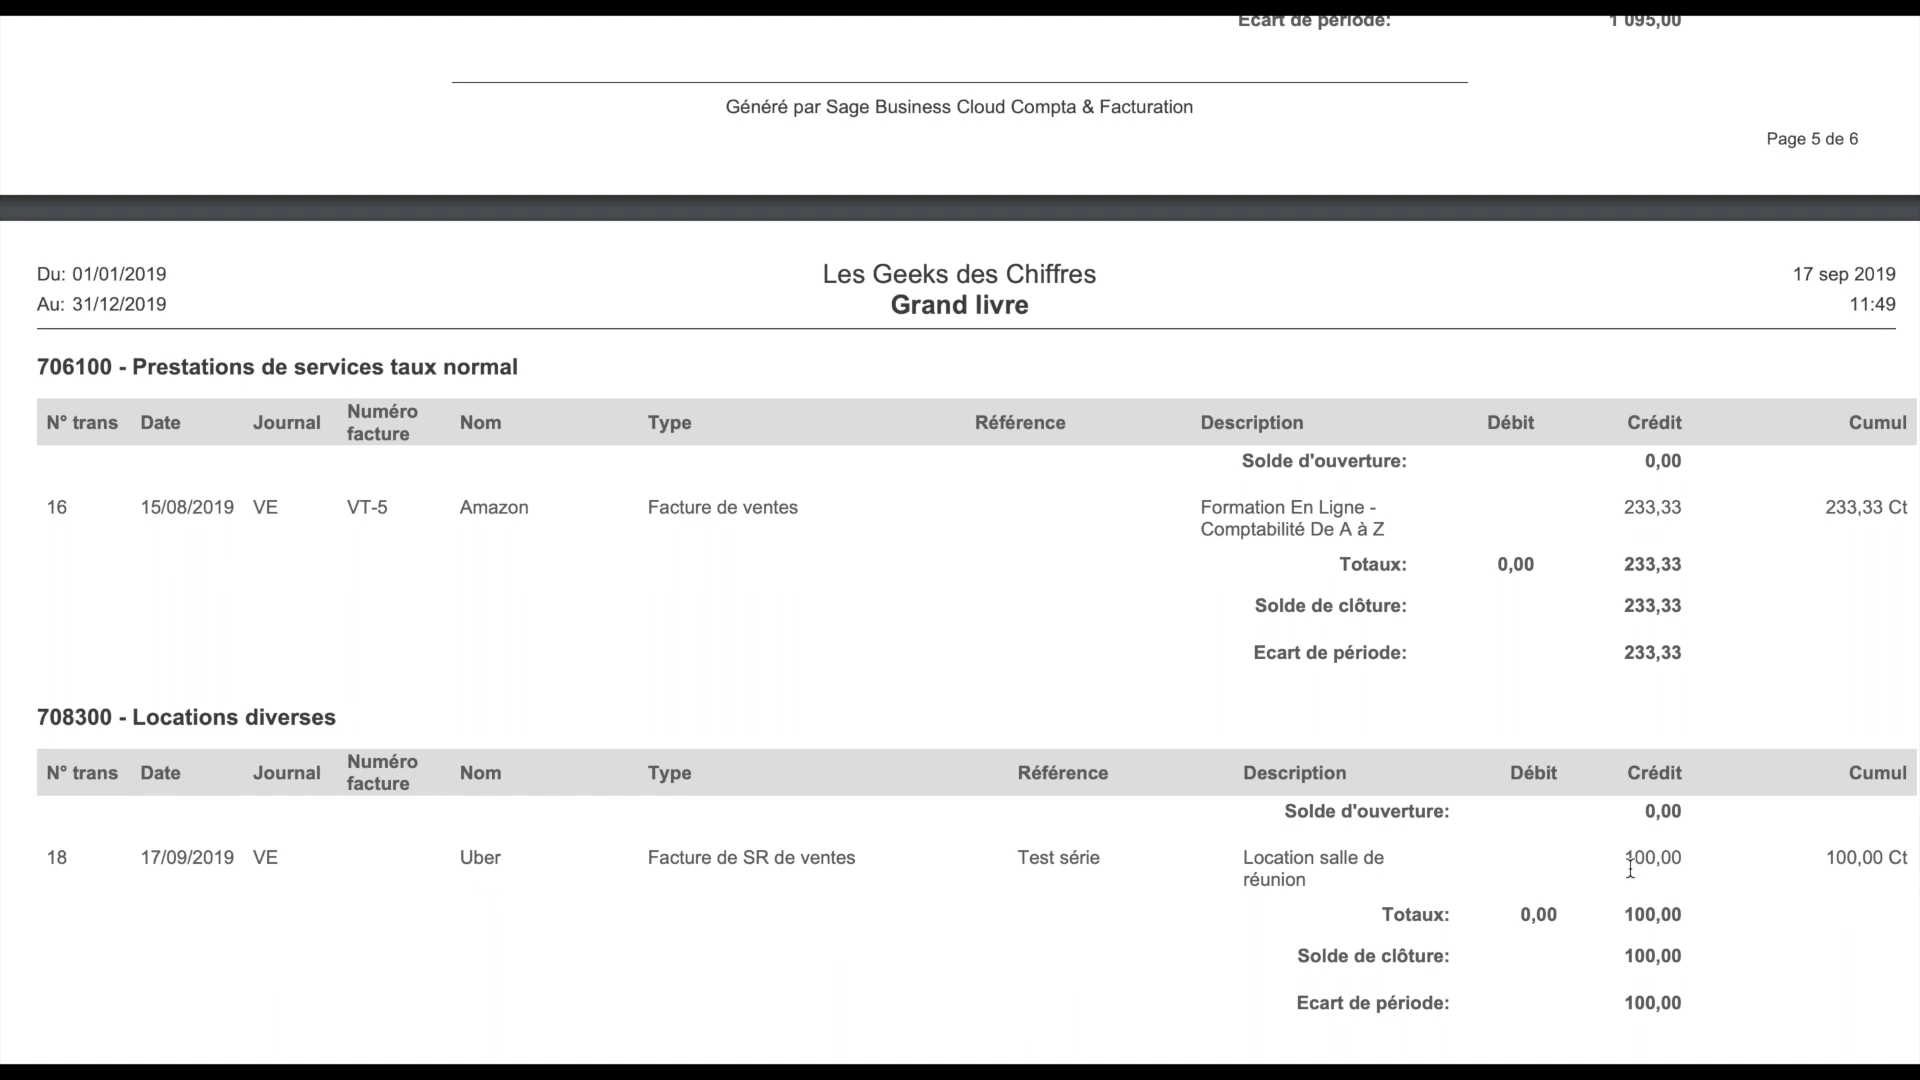 Ecart de période: 1 095,00
Généré par Sage Business Cloud Compta & Facturation
Page 5 de 6
Du: 01/01/2019 Les Geeks des Chiffres 17 sep 2019
Au: 31/12/2019 Grand livre 11:49
706100 - Prestations de services taux normal
N° trans Date Journal Numéro facture Nom Type Référence Description Débit Crédit Cumul
Solde d'ouverture: 0,00
16 15/08/2019 VE VT-5 Amazon Facture de ventes Formation En Ligne - 233,33 233,33 Ct
Comptabilité De A à Z
Totaux: 0,00 233,33
Solde de clôture: 233,33
Ecart de période: 233,33
708300 - Locations diverses
N° trans Date Journal Numéro facture Nom Type Référence Description Débit Crédit Cumul
Solde d'ouverture: 0,00
18 17/09/2019 VE Uber Facture de SR de ventes Test série Location salle de 100,00 100,00 Ct
réunion
Totaux: 0,00 100,00
Solde de clôture: 100,00
Ecart de période: 100,00